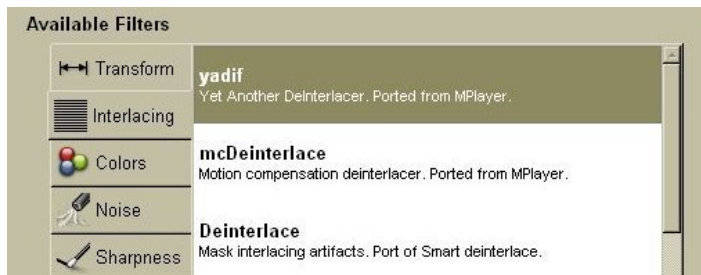 Available Filters
Transform
Interlacing
Colors
Noise
Sharpness
yadif
Yet Another DeInterlacer. Ported from MPlayer.
mcDeinterlace
Motion compensation deinterlacer. Ported from MPlayer.
Deinterlace
Mask interlacing artifacts. Port of Smart deinterlace.